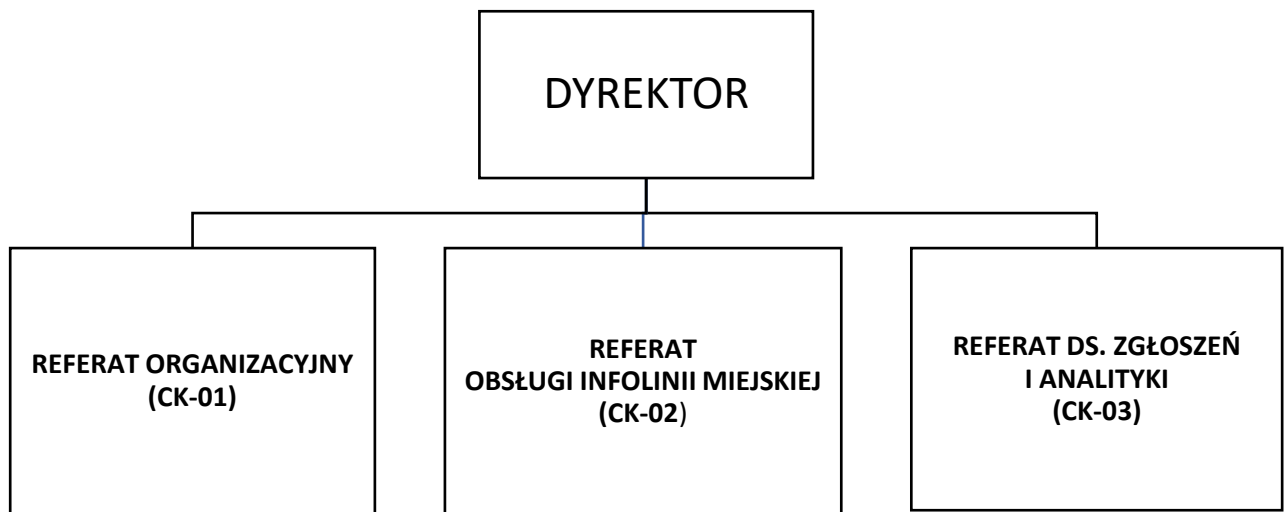 DYREKTOR
REFERAT ORGANIZACYJNY
(CK-01)
REFERAT
OBSŁUGI INFOLINII MIEJSKIEJ
(CK-02)
REFERAT DS. ZGŁOSZEŃ
I ANALITYKI
(CK-03)